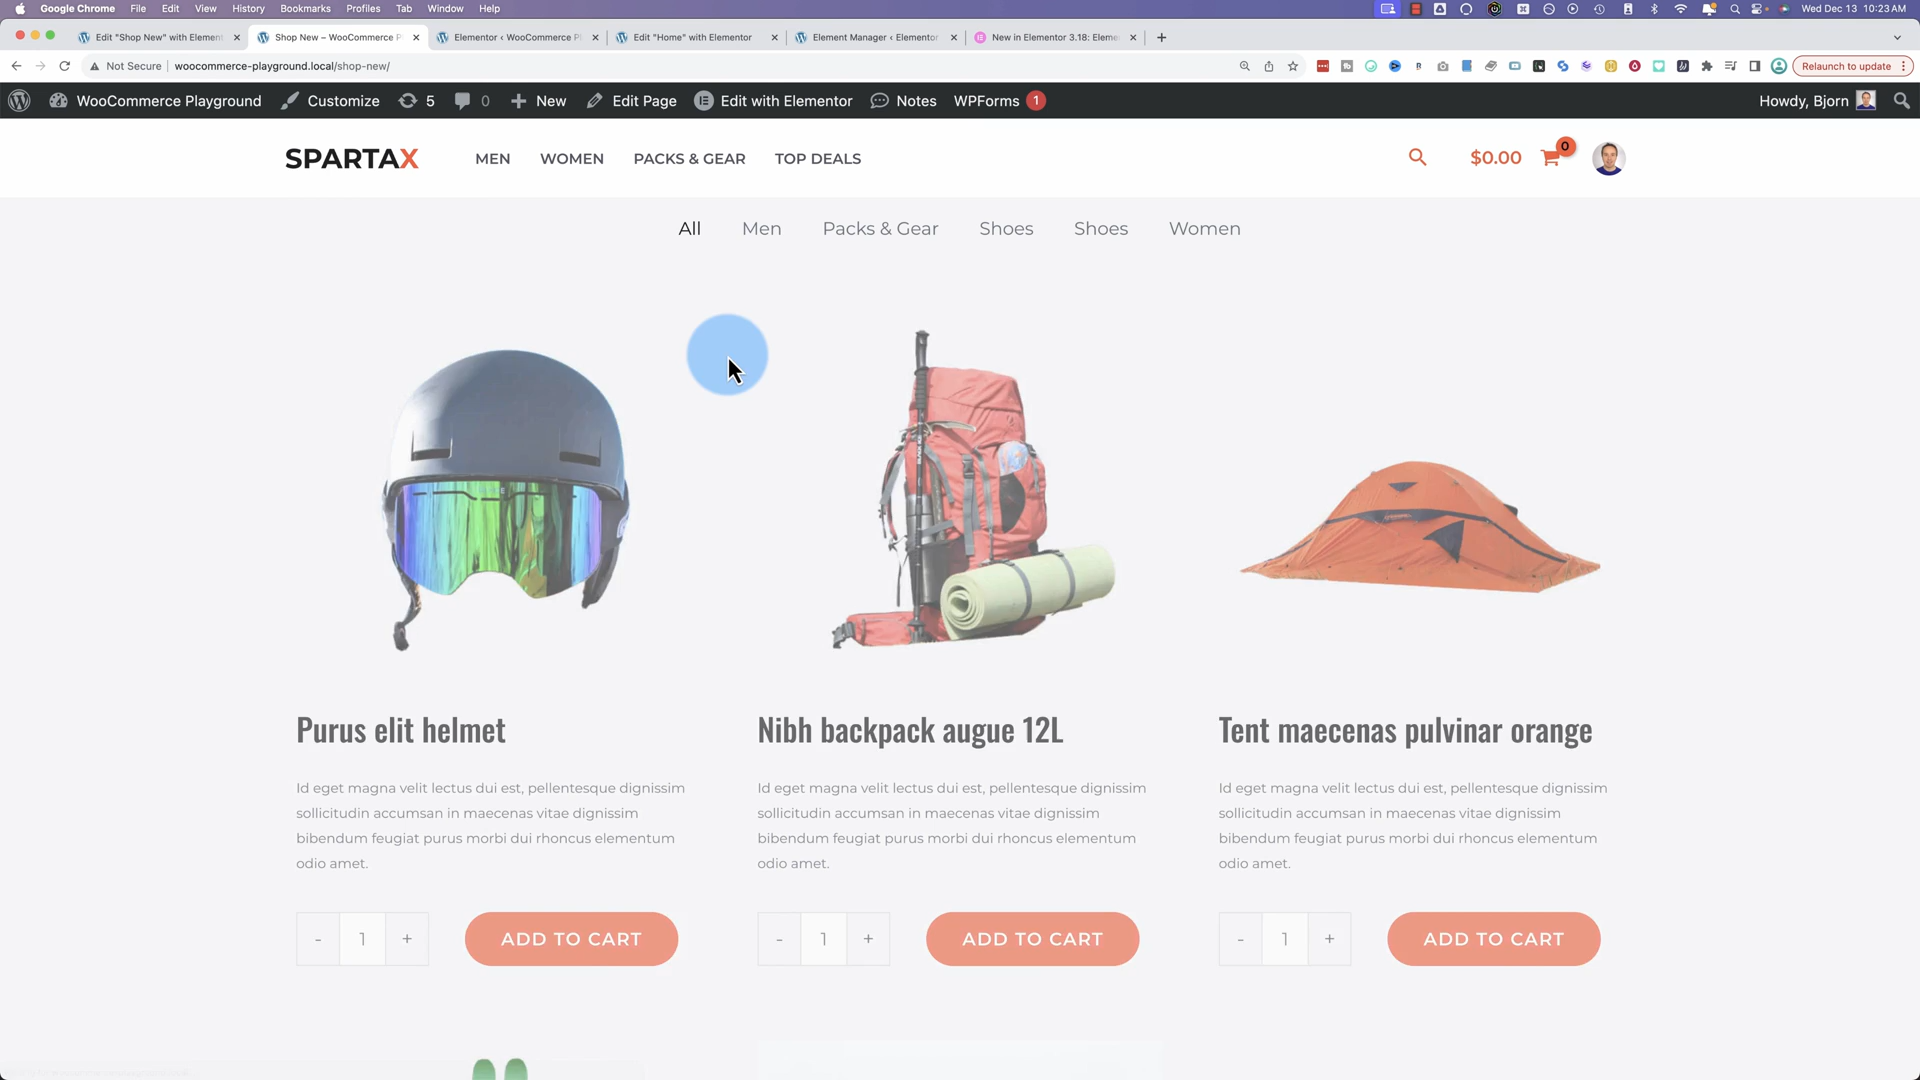 Google Chrome File Edit View History Bookmarks Profiles Tab Window Help Wed Dec 13 10:23 AM
Edit "Shop New" with Element Shop New – WooCommerce P Elementor ‹ WooCommerce P Edit "Home" with Elementor Element Manager ‹ Elementor New in Elementor 3.18: Eleme
Not Secure woocommerce-playground.local/shop-new/ Relaunch to update
WooCommerce Playground Customize 5 0 New Edit Page Edit with Elementor Notes WPForms 1 Howdy, Bjorn
SPARTAX MEN WOMEN PACKS & GEAR TOP DEALS $0.00 0
All Men Packs & Gear Shoes Shoes Women
Purus elit helmet
Id eget magna velit lectus dui est, pellentesque dignissim
sollicitudin accumsan in maecenas vitae dignissim
bibendum feugiat purus morbi dui rhoncus elementum
odio amet.
- 1 + ADD TO CART
Nibh backpack augue 12L
Id eget magna velit lectus dui est, pellentesque dignissim
sollicitudin accumsan in maecenas vitae dignissim
bibendum feugiat purus morbi dui rhoncus elementum
odio amet.
- 1 + ADD TO CART
Tent maecenas pulvinar orange
Id eget magna velit lectus dui est, pellentesque dignissim
sollicitudin accumsan in maecenas vitae dignissim
bibendum feugiat purus morbi dui rhoncus elementum
odio amet.
- 1 + ADD TO CART